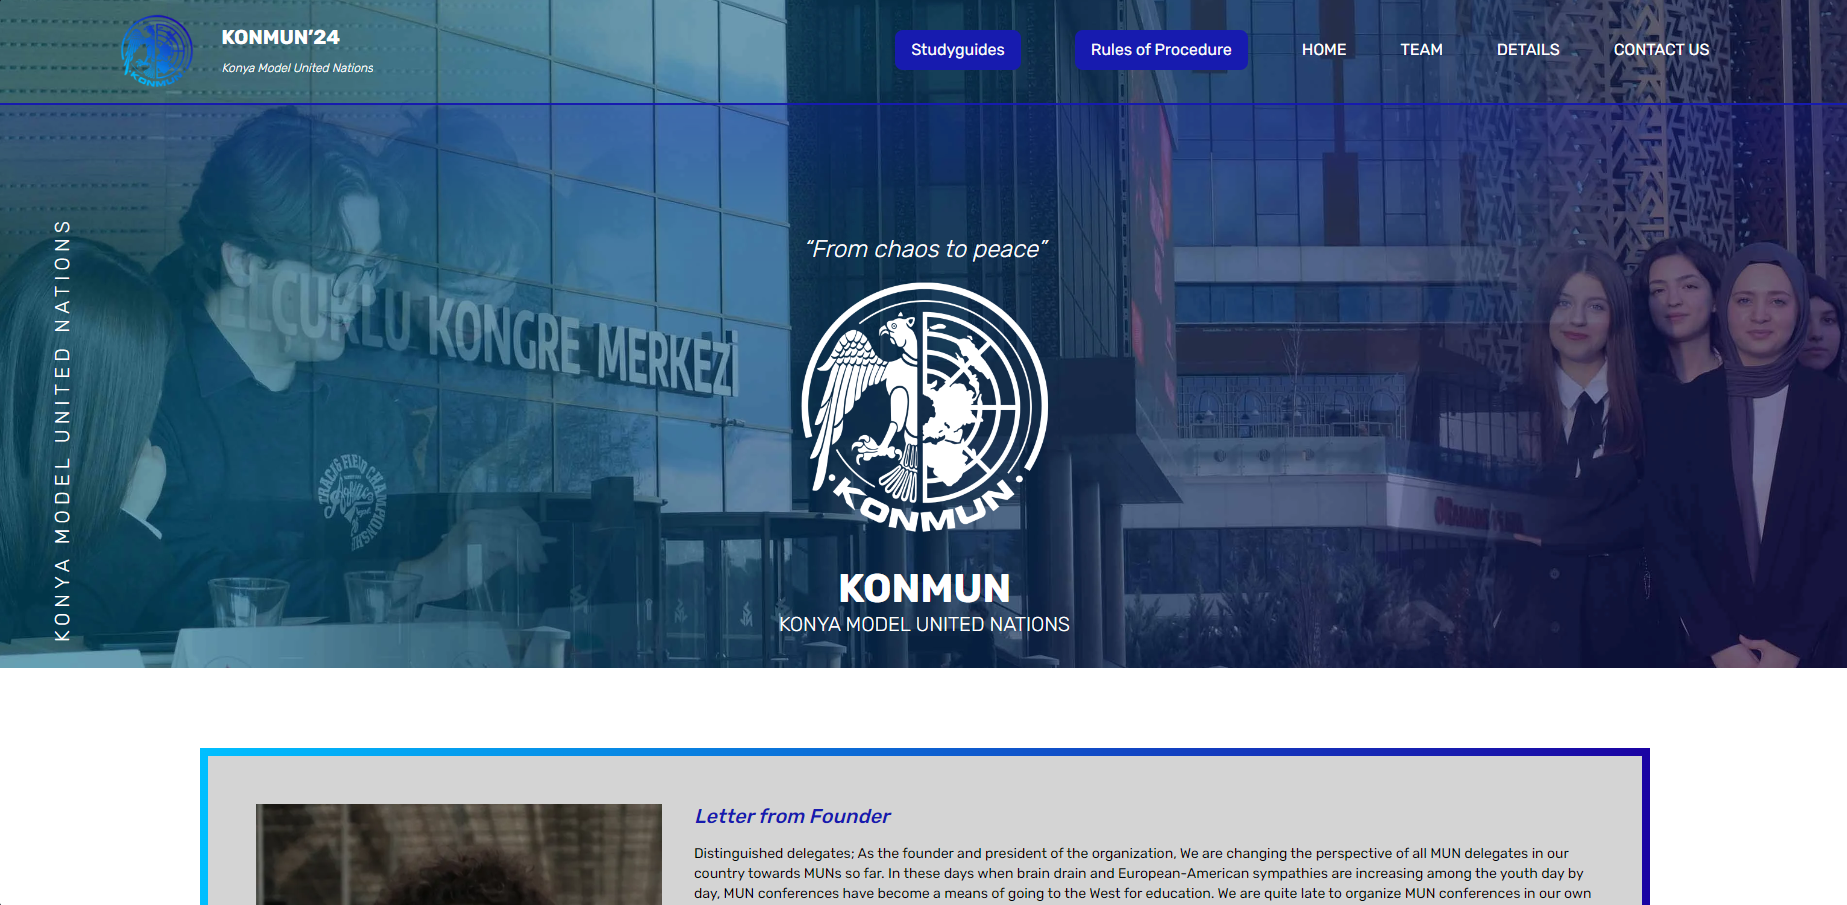 KONMUN'24
Konya Model United Nations
Studyguides
Rules of Procedure
HOME
TEAM
DETAILS
CONTACT US
KONYA MODEL UNITED NATIONS
“From chaos to peace”
ELÇUKLU KONGRE MERKEZİ
TRACK & FIELD CHAMPIONSHIP
KONMUN
KONMUN
KONYA MODEL UNITED NATIONS
Letter from Founder
Distinguished delegates; As the founder and president of the organization, We are changing the perspective of all MUN delegates in our
country towards MUNs so far. In these days when brain drain and European-American sympathies are increasing among the youth day by
day, MUN conferences have become a means of going to the West for education. We are quite late to organize MUN conferences in our own